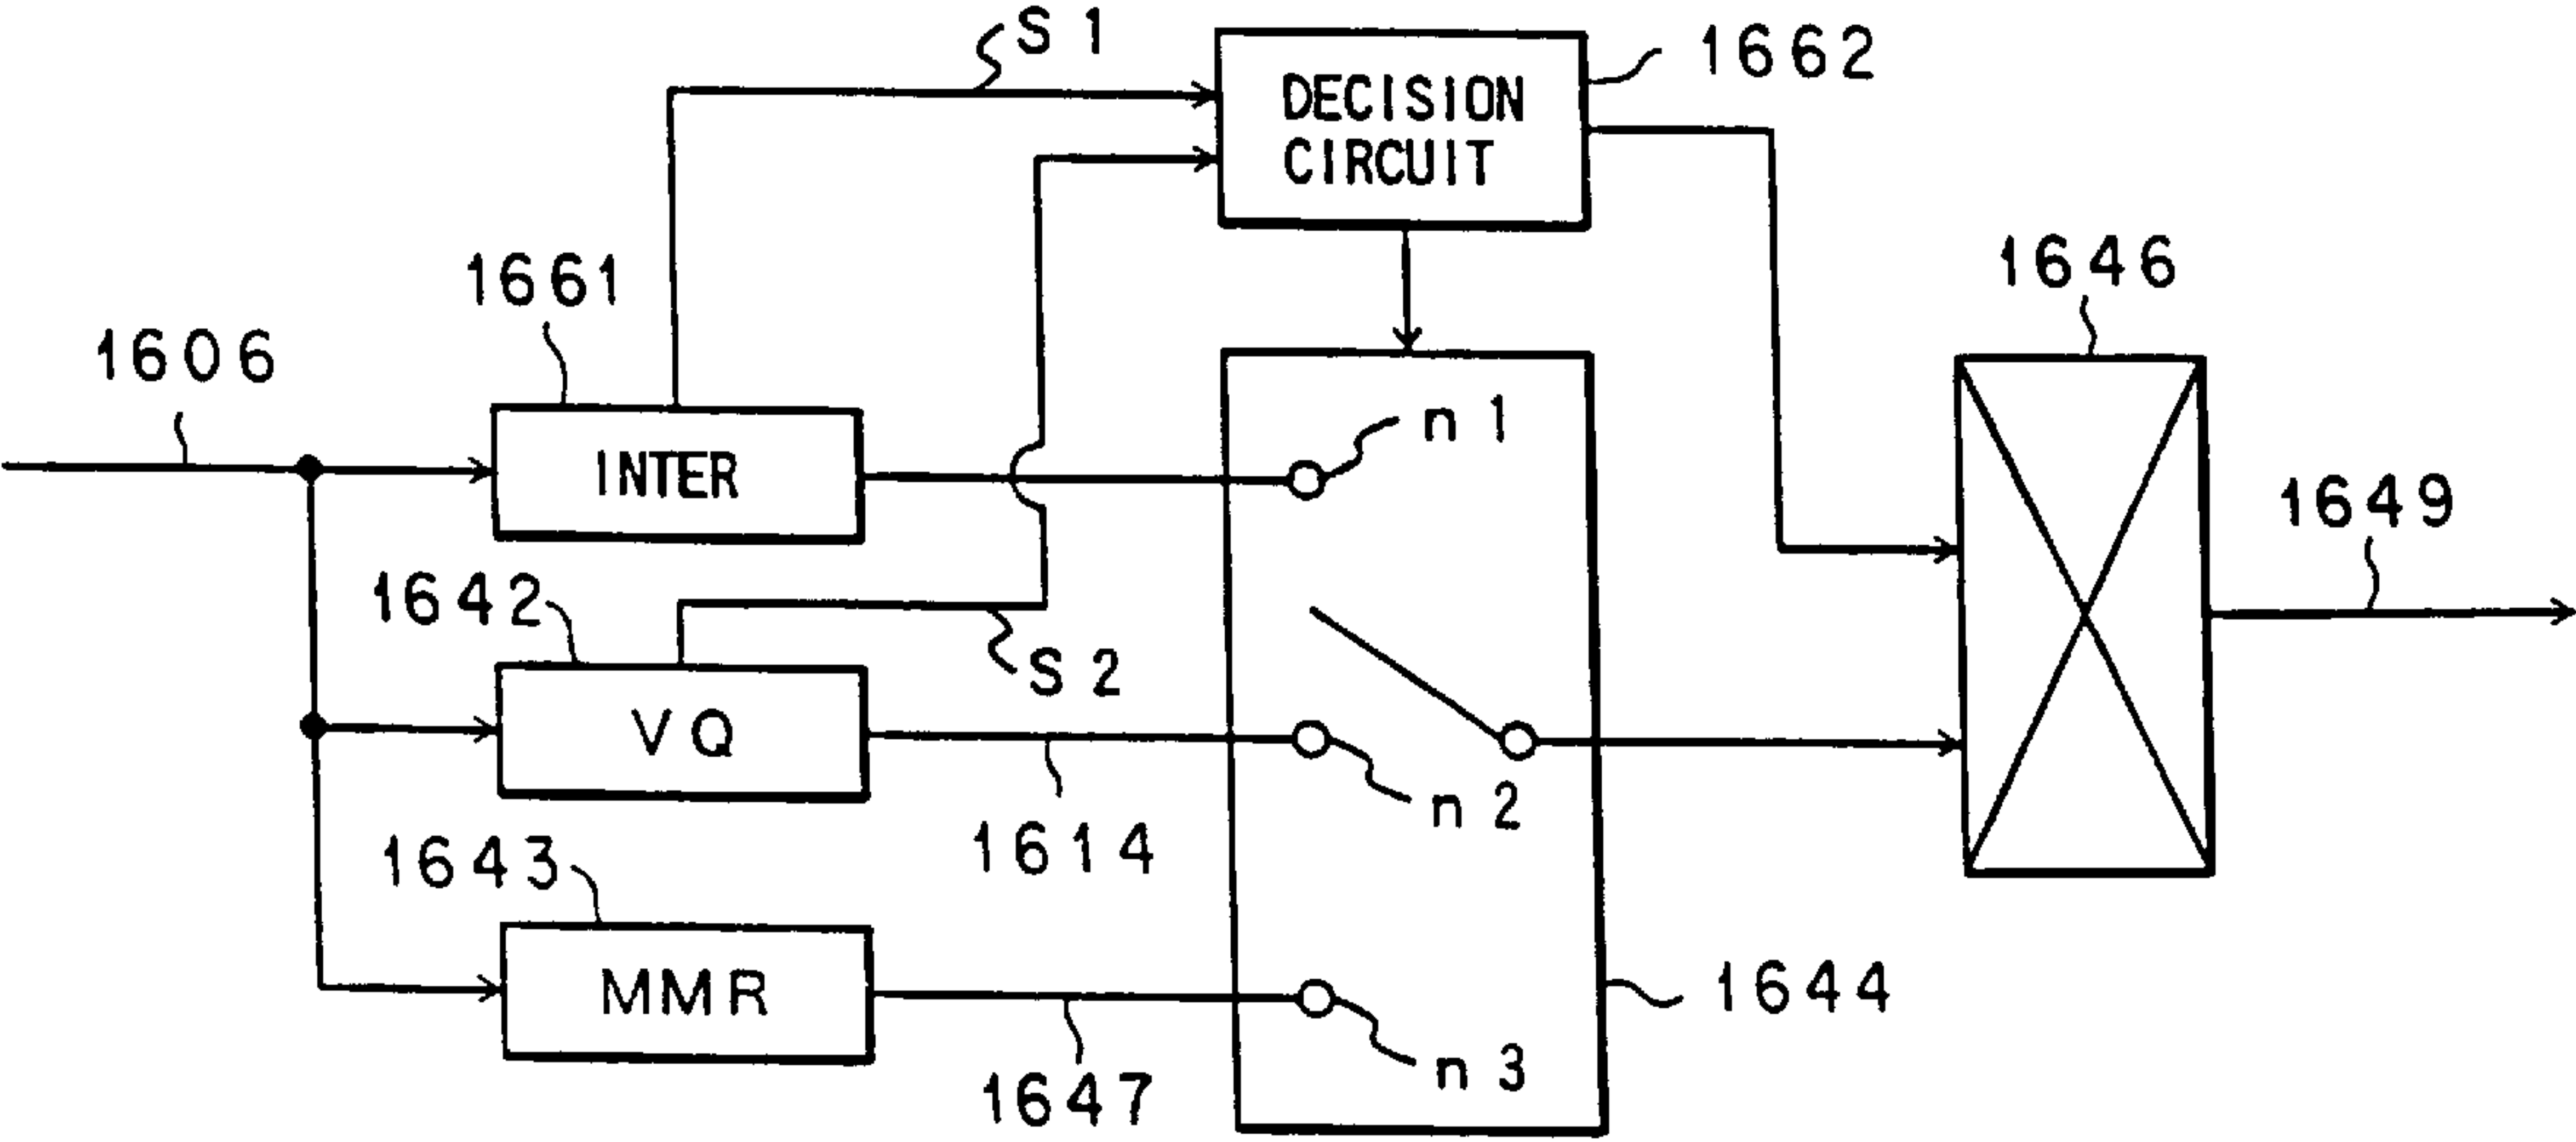 S1
1662
DECISION
CIRCUIT
1661
1646
1606
n1
INTER
1649
1642
S2
VQ
n2
1614
1643
MMR
1644
n3
1647